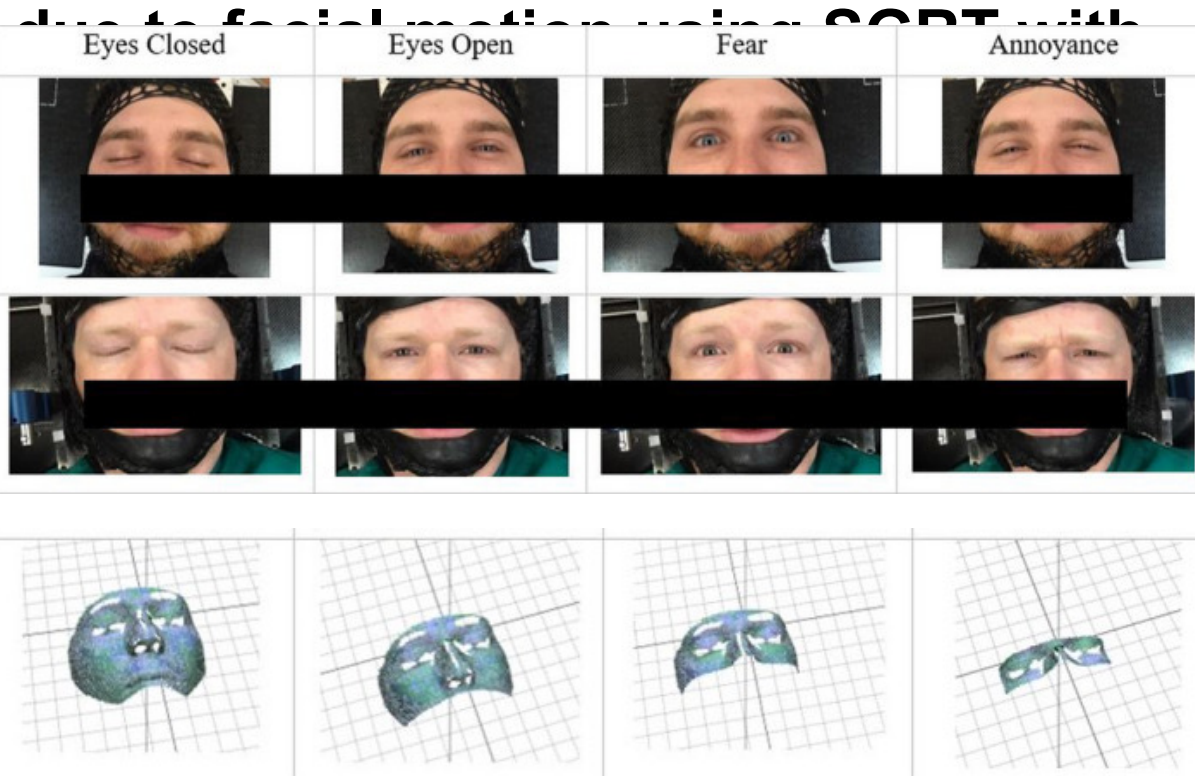 due to facial motion using SGRT with
Eyes Closed Eyes Open Fear Annoyance